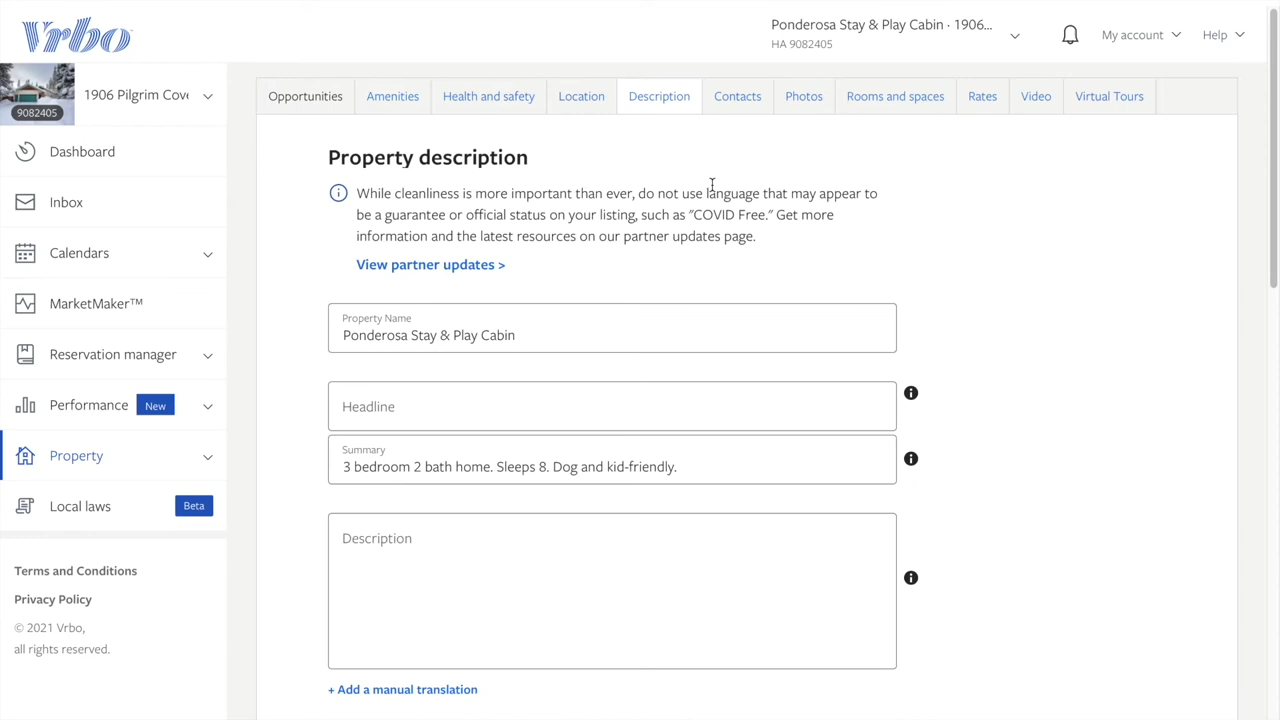 Vrbo
Ponderosa Stay & Play Cabin · 1906...
HA 9082405
My account
Help
9082405
1906 Pilgrim Cove
Dashboard
Inbox
Calendars
MarketMaker™
Reservation manager
Performance
New
Property
Local laws
Beta
Terms and Conditions
Privacy Policy
© 2021 Vrbo,
all rights reserved.
Opportunities
Amenities
Health and safety
Location
Description
Contacts
Photos
Rooms and spaces
Rates
Video
Virtual Tours
Property description
While cleanliness is more important than ever, do not use language that may appear to
be a guarantee or official status on your listing, such as "COVID Free." Get more
information and the latest resources on our partner updates page.
View partner updates >
Property Name
Ponderosa Stay & Play Cabin
Headline
Summary
3 bedroom 2 bath home. Sleeps 8. Dog and kid-friendly.
Description
+ Add a manual translation